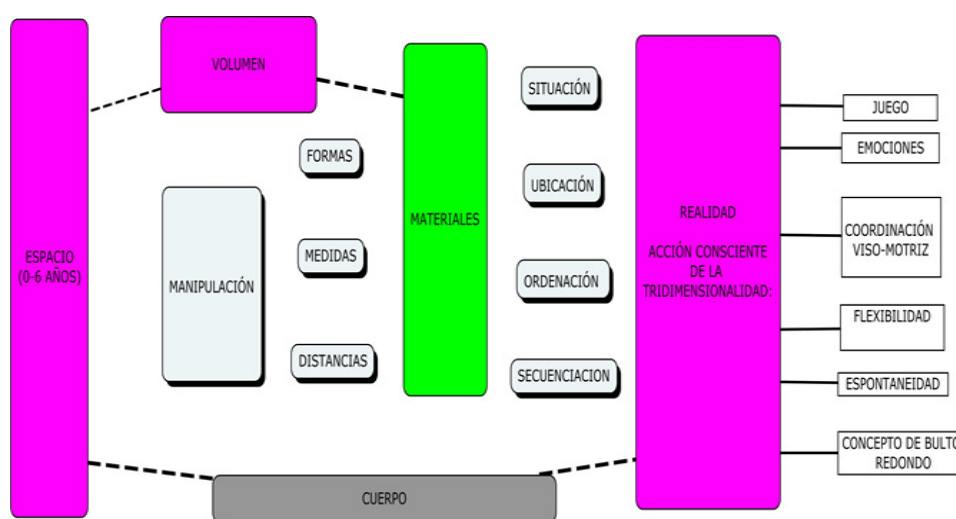 ESPACIO
(0-6 AÑOS)
VOLUMEN
MANIPULACIÓN
FORMAS
MEDIDAS
DISTANCIAS
MATERIALES
SITUACIÓN
UBICACIÓN
ORDENACIÓN
SECUENCIACION
CUERPO
REALIDAD
ACCIÓN CONSCIENTE
DE LA
TRIDIMENSIONALIDAD:
JUEGO
EMOCIONES
COORDINACIÓN
VISO-MOTRIZ
FLEXIBILIDAD
ESPONTANEIDAD
CONCEPTO DE BULTO
REDONDO